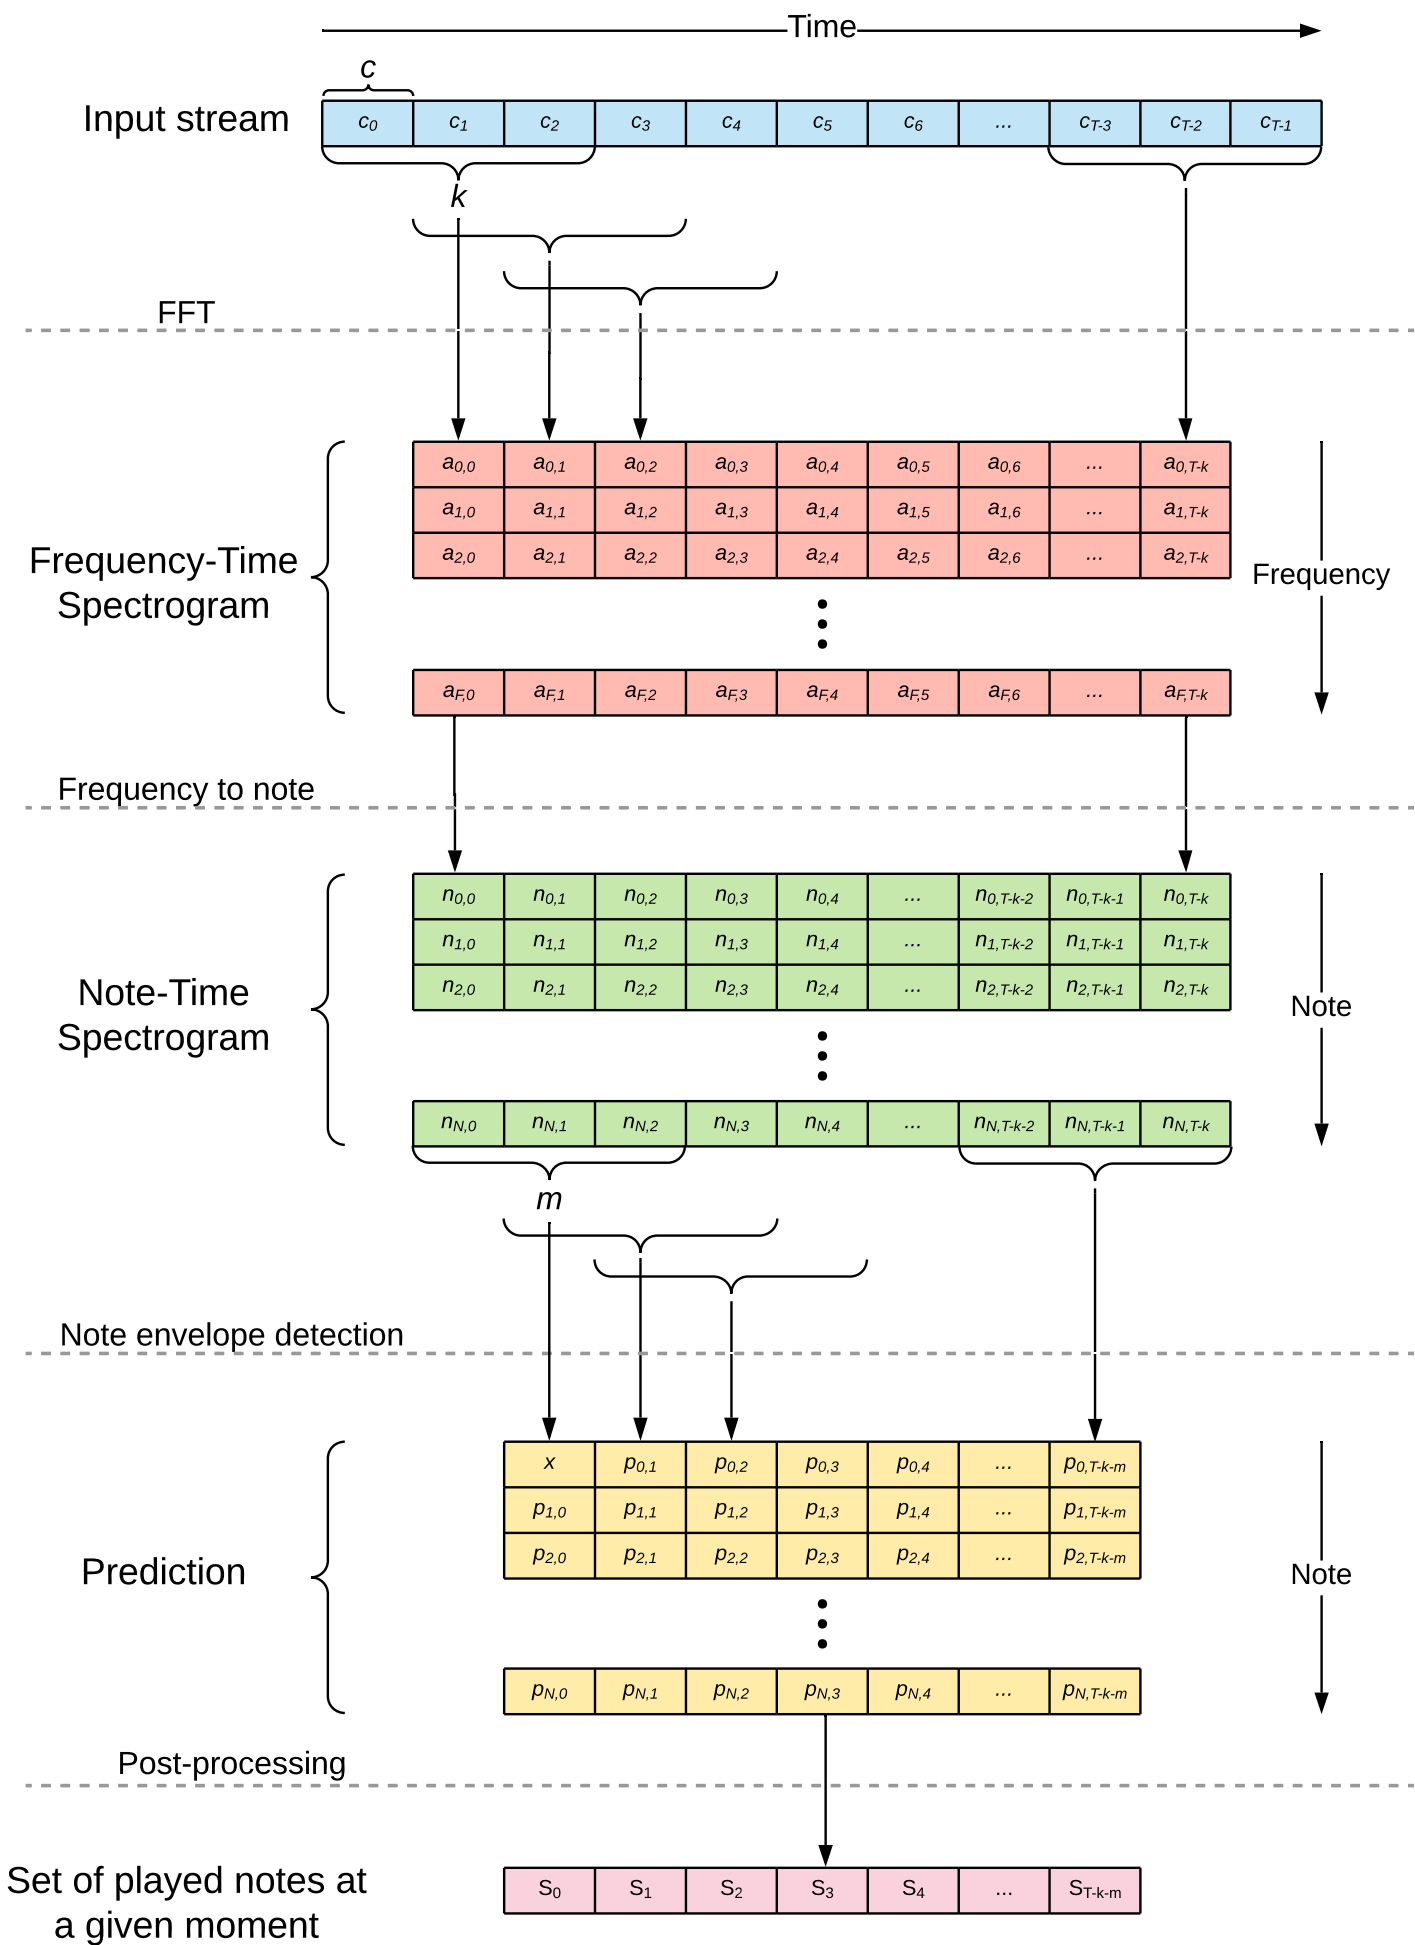 Time
c
Input stream
c0 c1 c2 c3 c4 c5 c6 ... cT-3 cT-2 cT-1
k
FFT
a0,0 a0,1 a0,2 a0,3 a0,4 a0,5 a0,6 ... a0,T-k
a1,0 a1,1 a1,2 a1,3 a1,4 a1,5 a1,6 ... a1,T-k
a2,0 a2,1 a2,2 a2,3 a2,4 a2,5 a2,6 ... a2,T-k
Frequency-Time
Spectrogram
Frequency
aF,0 aF,1 aF,2 aF,3 aF,4 aF,5 aF,6 ... aF,T-k
Frequency to note
n0,0 n0,1 n0,2 n0,3 n0,4 ... n0,T-k-2 n0,T-k-1 n0,T-k
n1,0 n1,1 n1,2 n1,3 n1,4 ... n1,T-k-2 n1,T-k-1 n1,T-k
n2,0 n2,1 n2,2 n2,3 n2,4 ... n2,T-k-2 n2,T-k-1 n2,T-k
Note-Time
Spectrogram
Note
nN,0 nN,1 nN,2 nN,3 nN,4 ... nN,T-k-2 nN,T-k-1 nN,T-k
m
Note envelope detection
x p0,1 p0,2 p0,3 p0,4 ... p0,T-k-m
p1,0 p1,1 p1,2 p1,3 p1,4 ... p1,T-k-m
p2,0 p2,1 p2,2 p2,3 p2,4 ... p2,T-k-m
Prediction
Note
pN,0 pN,1 pN,2 pN,3 pN,4 ... pN,T-k-m
Post-processing
Set of played notes at
a given moment
S0 S1 S2 S3 S4 ... ST-k-m